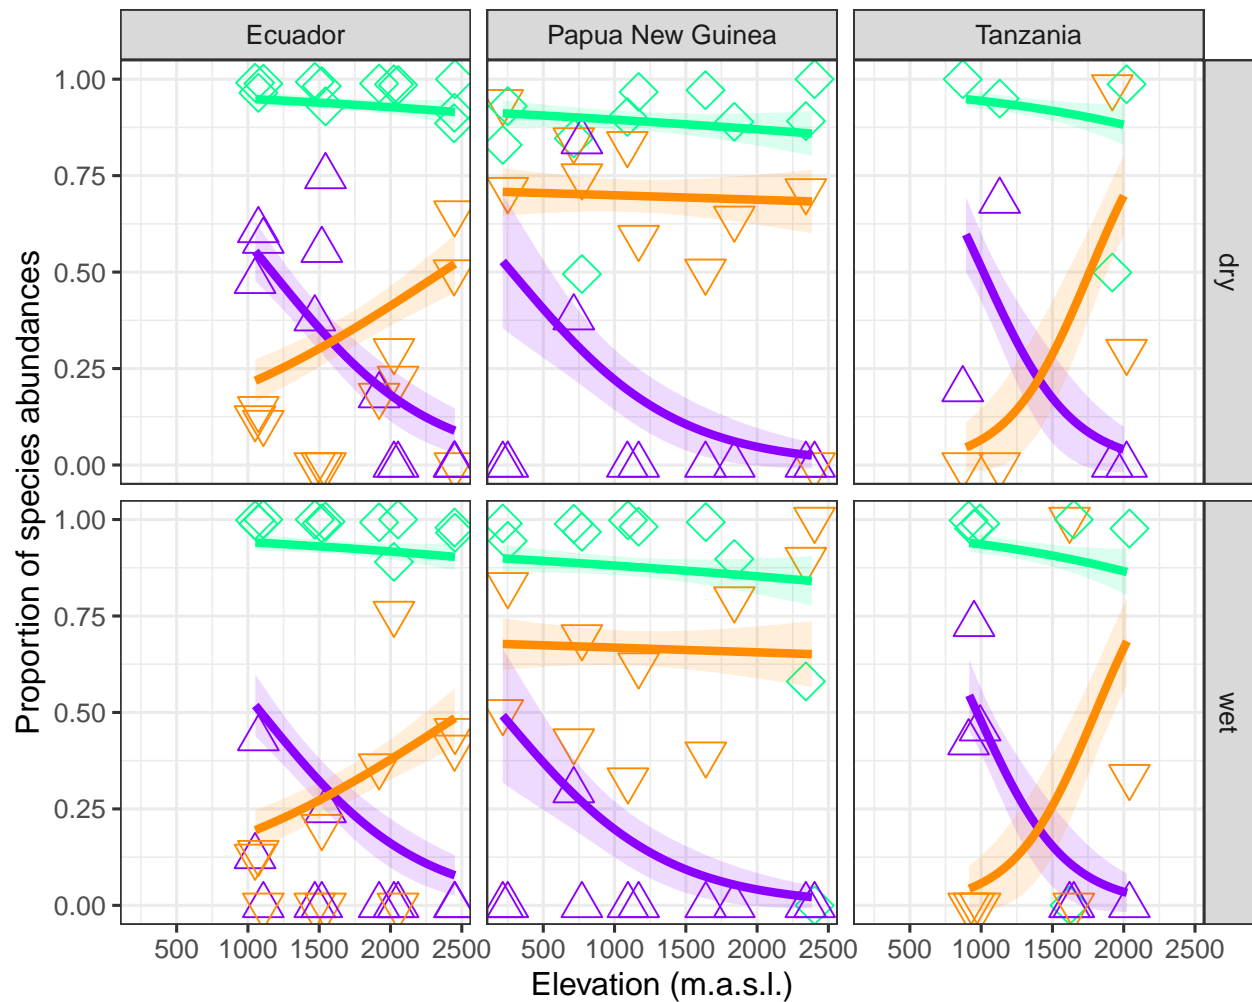 Ecuador Papua New Guinea Tanzania
1.00
0.75
0.50
0.25
0.00
dry
1.00
0.75
0.50
0.25
0.00
wet
Proportion of species abundances
500 1000 1500 2000 2500 500 1000 1500 2000 2500 500 1000 1500 2000 2500
Elevation (m.a.s.l.)